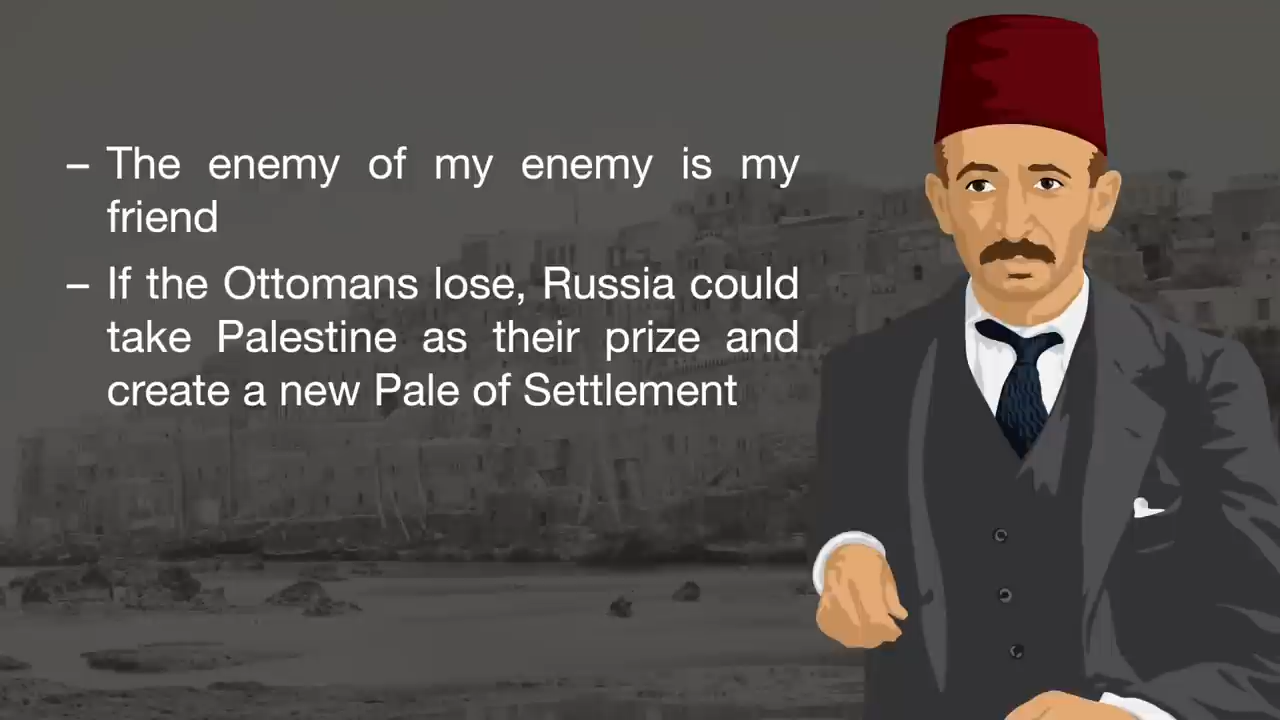 – The enemy of my enemy is my
friend
– If the Ottomans lose, Russia could
take Palestine as their prize and
create a new Pale of Settlement